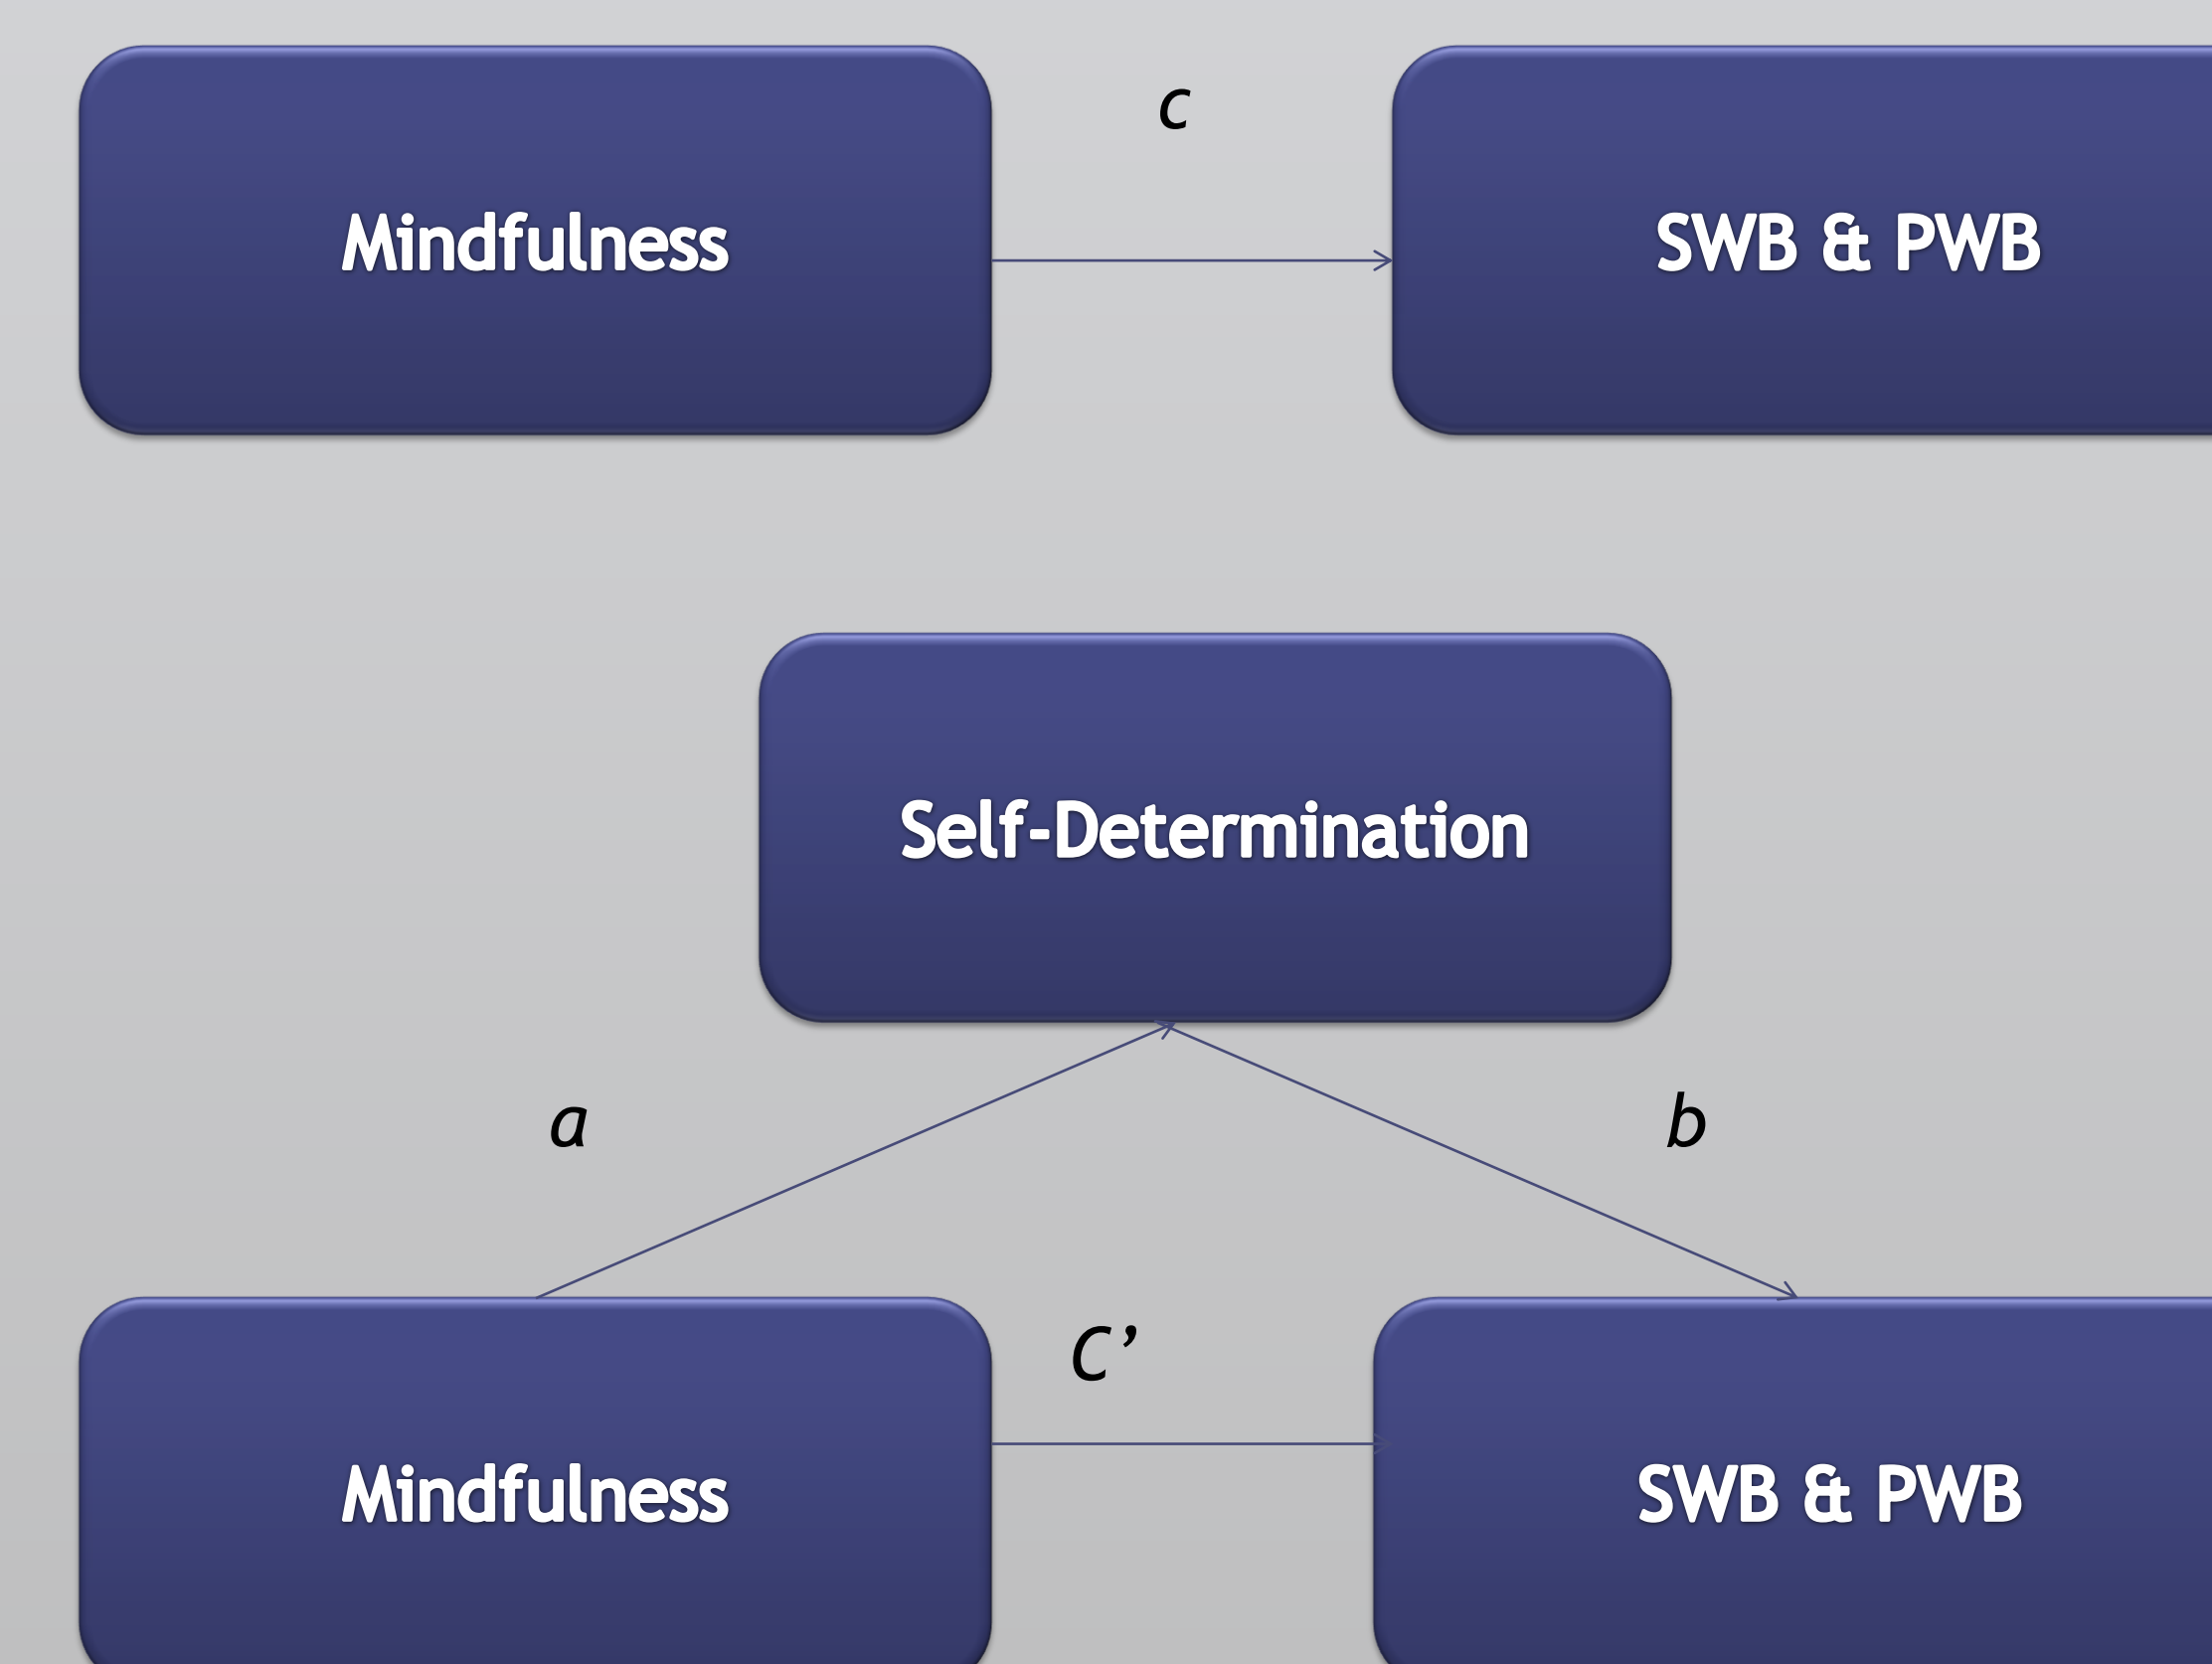 c
Mindfulness
SWB & PWB
Self-Determination
a
b
C’
Mindfulness
SWB & PWB